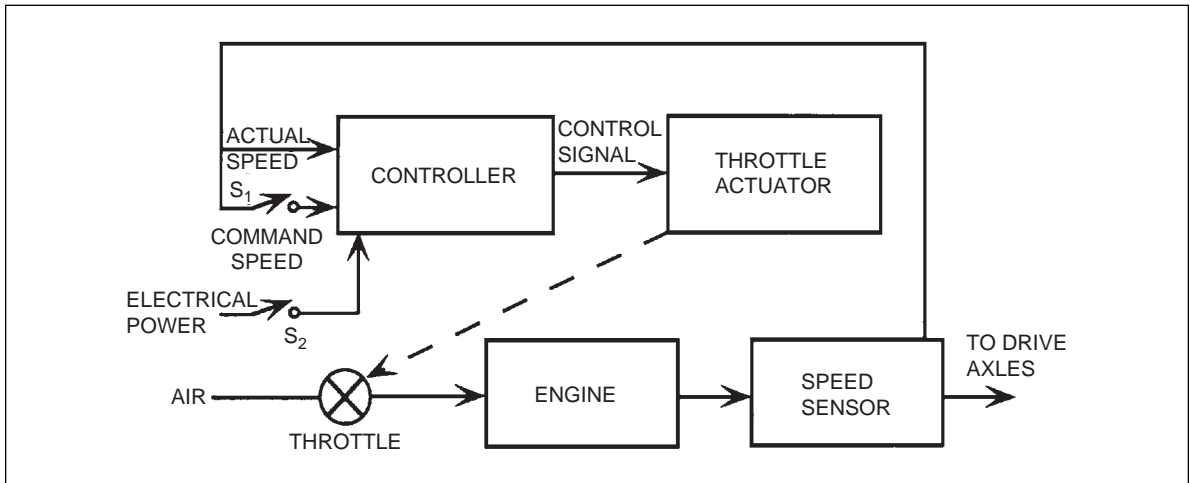 ACTUAL
SPEED
S1
COMMAND
SPEED
ELECTRICAL
POWER
S2
CONTROLLER
CONTROL
SIGNAL
THROTTLE
ACTUATOR
AIR
THROTTLE
ENGINE
SPEED
SENSOR
TO DRIVE
AXLES